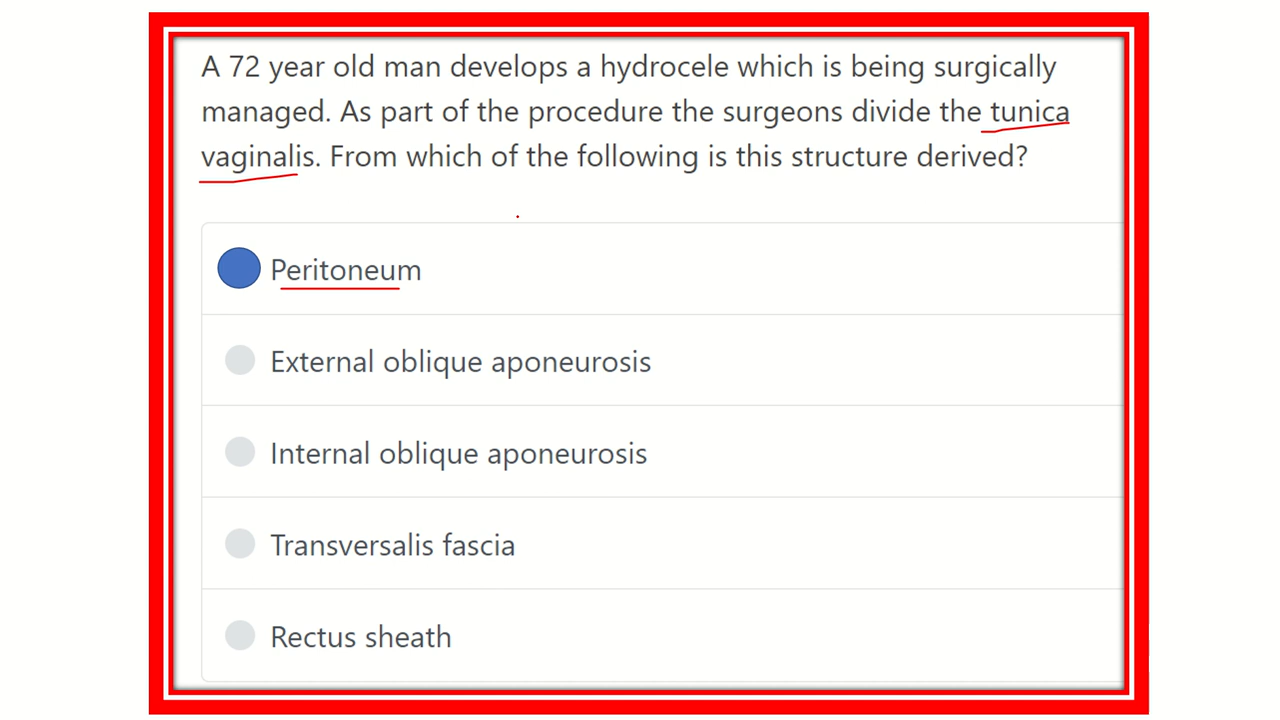 A 72 year old man develops a hydrocele which is being surgically
managed. As part of the procedure the surgeons divide the tunica
vaginalis. From which of the following is this structure derived?
Peritoneum
External oblique aponeurosis
Internal oblique aponeurosis
Transversalis fascia
Rectus sheath